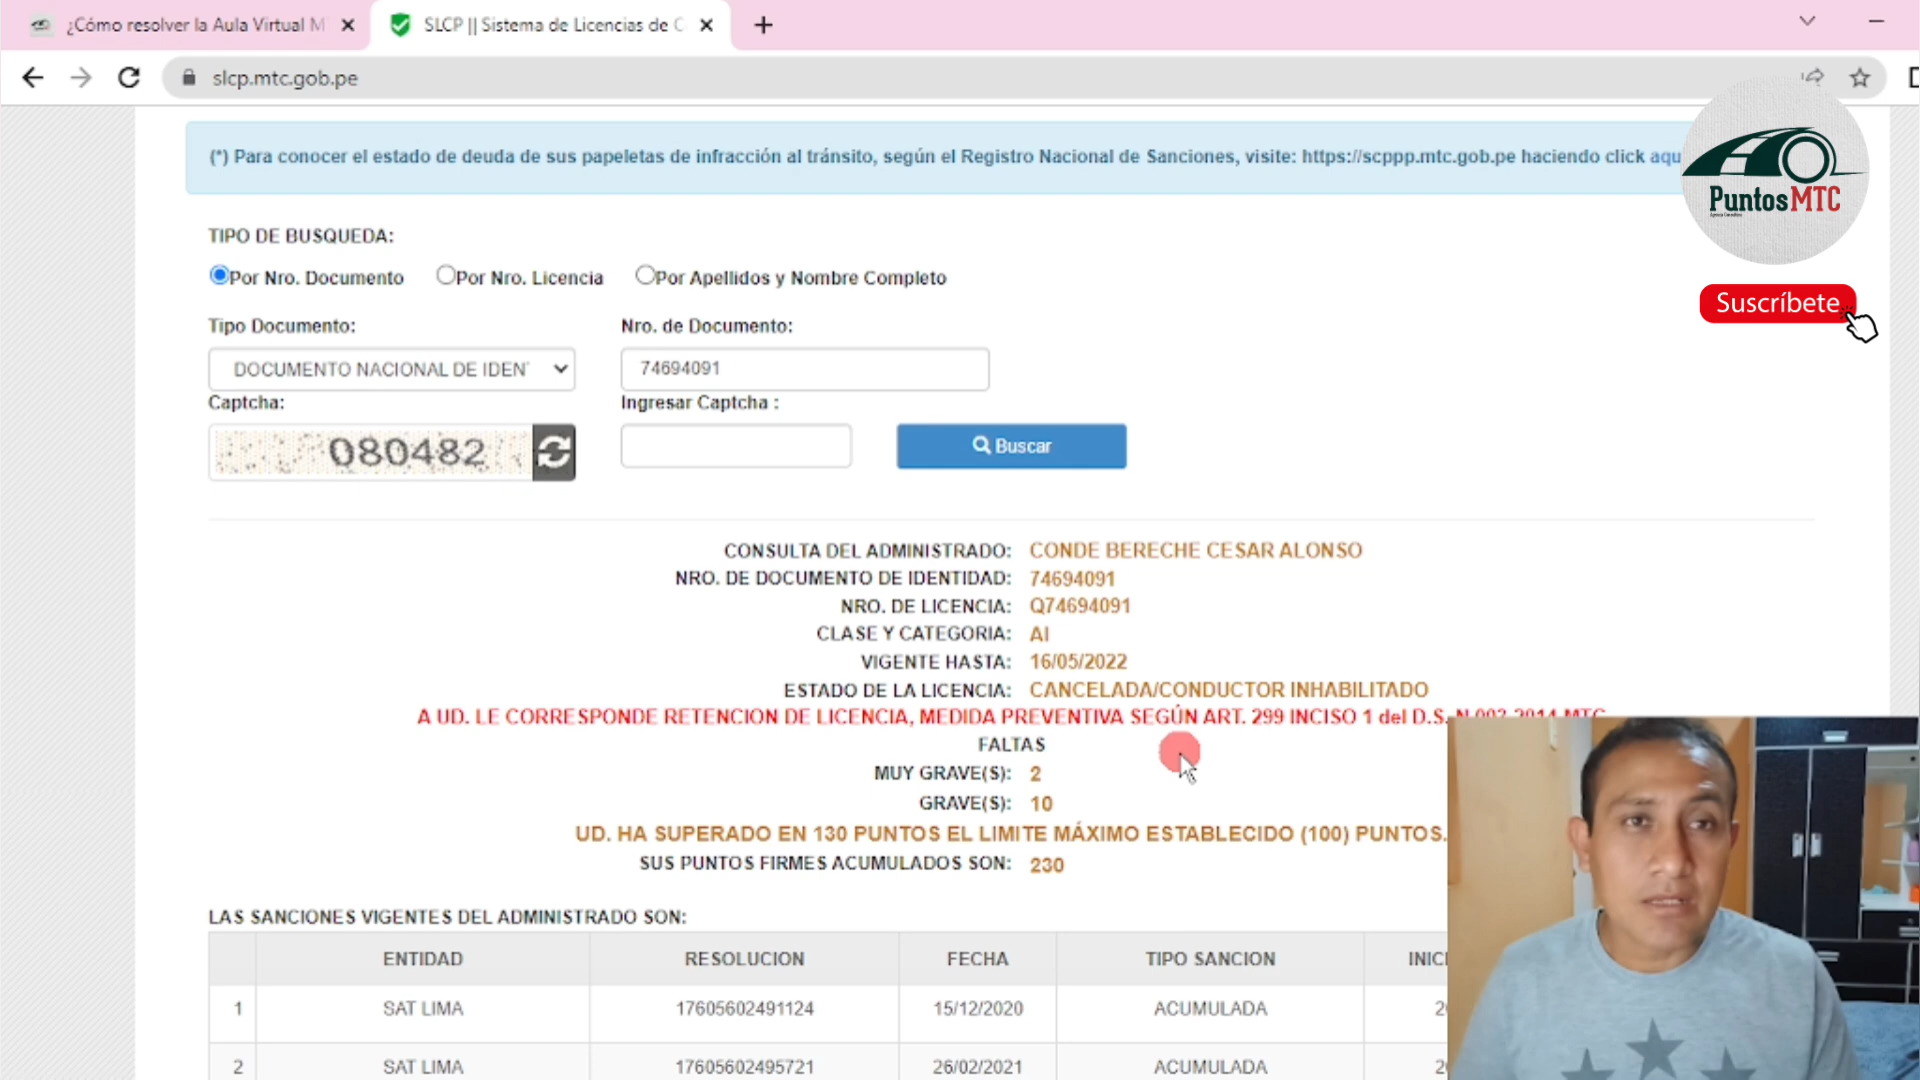 ¿Cómo resolver la Aula Virtual M
SLCP || Sistema de Licencias de C
slcp.mtc.gob.pe
(*) Para conocer el estado de deuda de sus papeletas de infracción al tránsito, según el Registro Nacional de Sanciones, visite: https://scppp.mtc.gob.pe haciendo click aqu
PuntosMTC
Suscríbete
TIPO DE BUSQUEDA:
Por Nro. Documento Por Nro. Licencia Por Apellidos y Nombre Completo
Tipo Documento: Nro. de Documento:
DOCUMENTO NACIONAL DE IDEN 74694091
Captcha: Ingresar Captcha :
080482 Buscar
CONSULTA DEL ADMINISTRADO: CONDE BERECHE CESAR ALONSO
NRO. DE DOCUMENTO DE IDENTIDAD: 74694091
NRO. DE LICENCIA: Q74694091
CLASE Y CATEGORIA: AI
VIGENTE HASTA: 16/05/2022
ESTADO DE LA LICENCIA: CANCELADA/CONDUCTOR INHABILITADO
A UD. LE CORRESPONDE RETENCION DE LICENCIA, MEDIDA PREVENTIVA SEGÚN ART. 299 INCISO 1 del D.S.
FALTAS
MUY GRAVE(S): 2
GRAVE(S): 10
UD. HA SUPERADO EN 130 PUNTOS EL LIMITE MÁXIMO ESTABLECIDO (100) PUNTOS.
SUS PUNTOS FIRMES ACUMULADOS SON: 230
LAS SANCIONES VIGENTES DEL ADMINISTRADO SON:
ENTIDAD RESOLUCION FECHA TIPO SANCION INICI
1 SAT LIMA 17605602491124 15/12/2020 ACUMULADA 2
2 SAT LIMA 17605602495721 26/02/2021 ACUMULADA 2